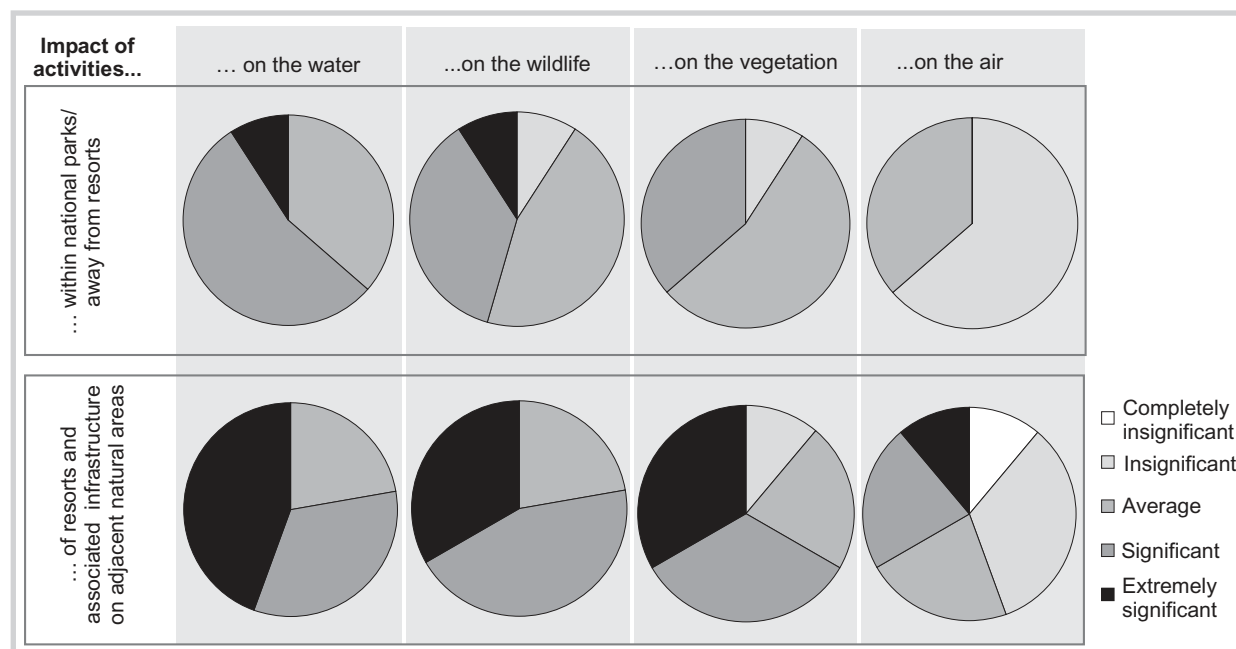 Impact of
activities...
… on the water
...on the wildlife
…on the vegetation
...on the air
… within national parks/
away from resorts
… of resorts and
associated infrastructure
on adjacent natural areas
Completely
insignificant
Insignificant
Average
Significant
Extremely
significant